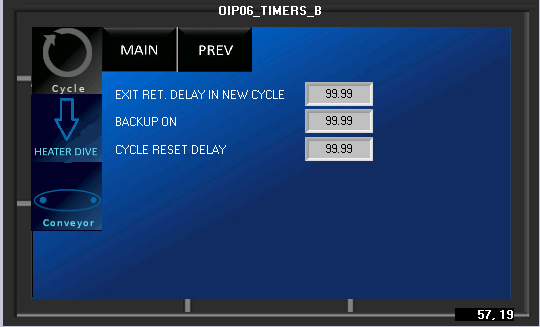 OIP06_TIMERS_B
MAIN PREV
Cycle
EXIT RET. DELAY IN NEW CYCLE 99.99
BACKUP ON 99.99
HEATER DIVE
CYCLE RESET DELAY 99.99
Conveyor
57, 19